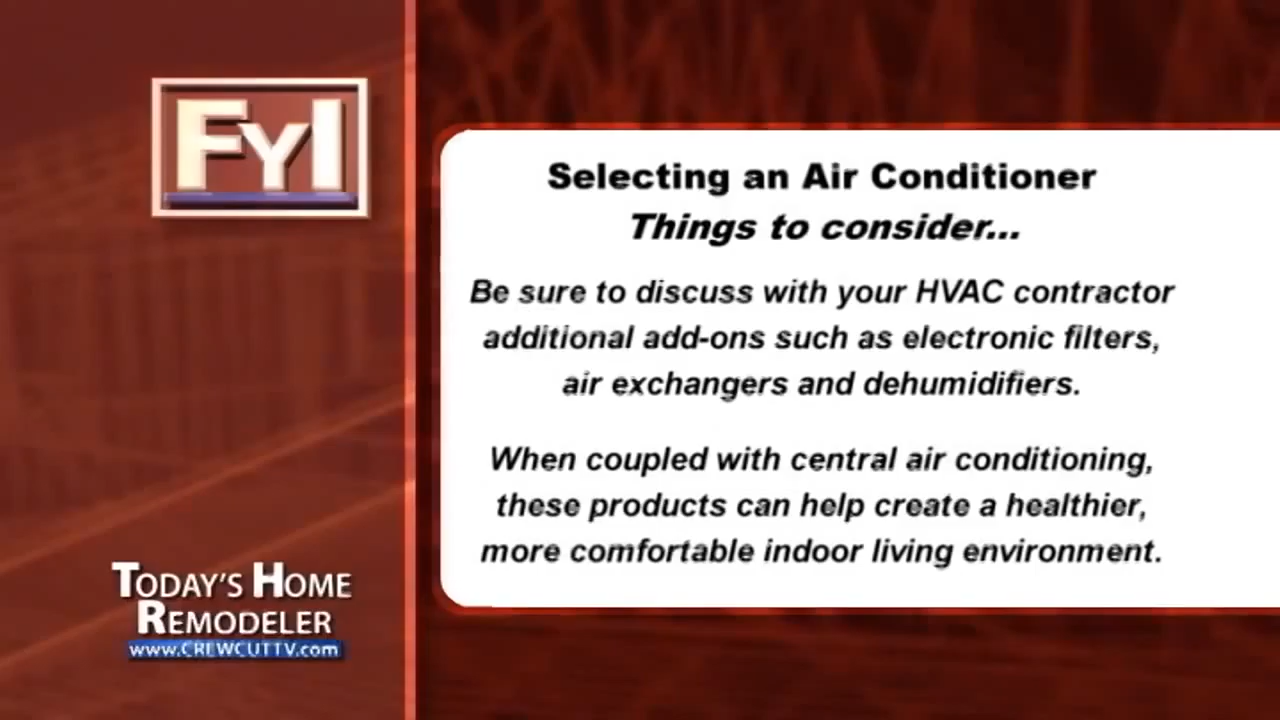 FYI
Selecting an Air Conditioner
Things to consider...
Be sure to discuss with your HVAC contractor
additional add-ons such as electronic filters,
air exchangers and dehumidifiers.
When coupled with central air conditioning,
these products can help create a healthier,
more comfortable indoor living environment.
TODAY'S HOME
REMODELER
www.CREWCUTTV.com